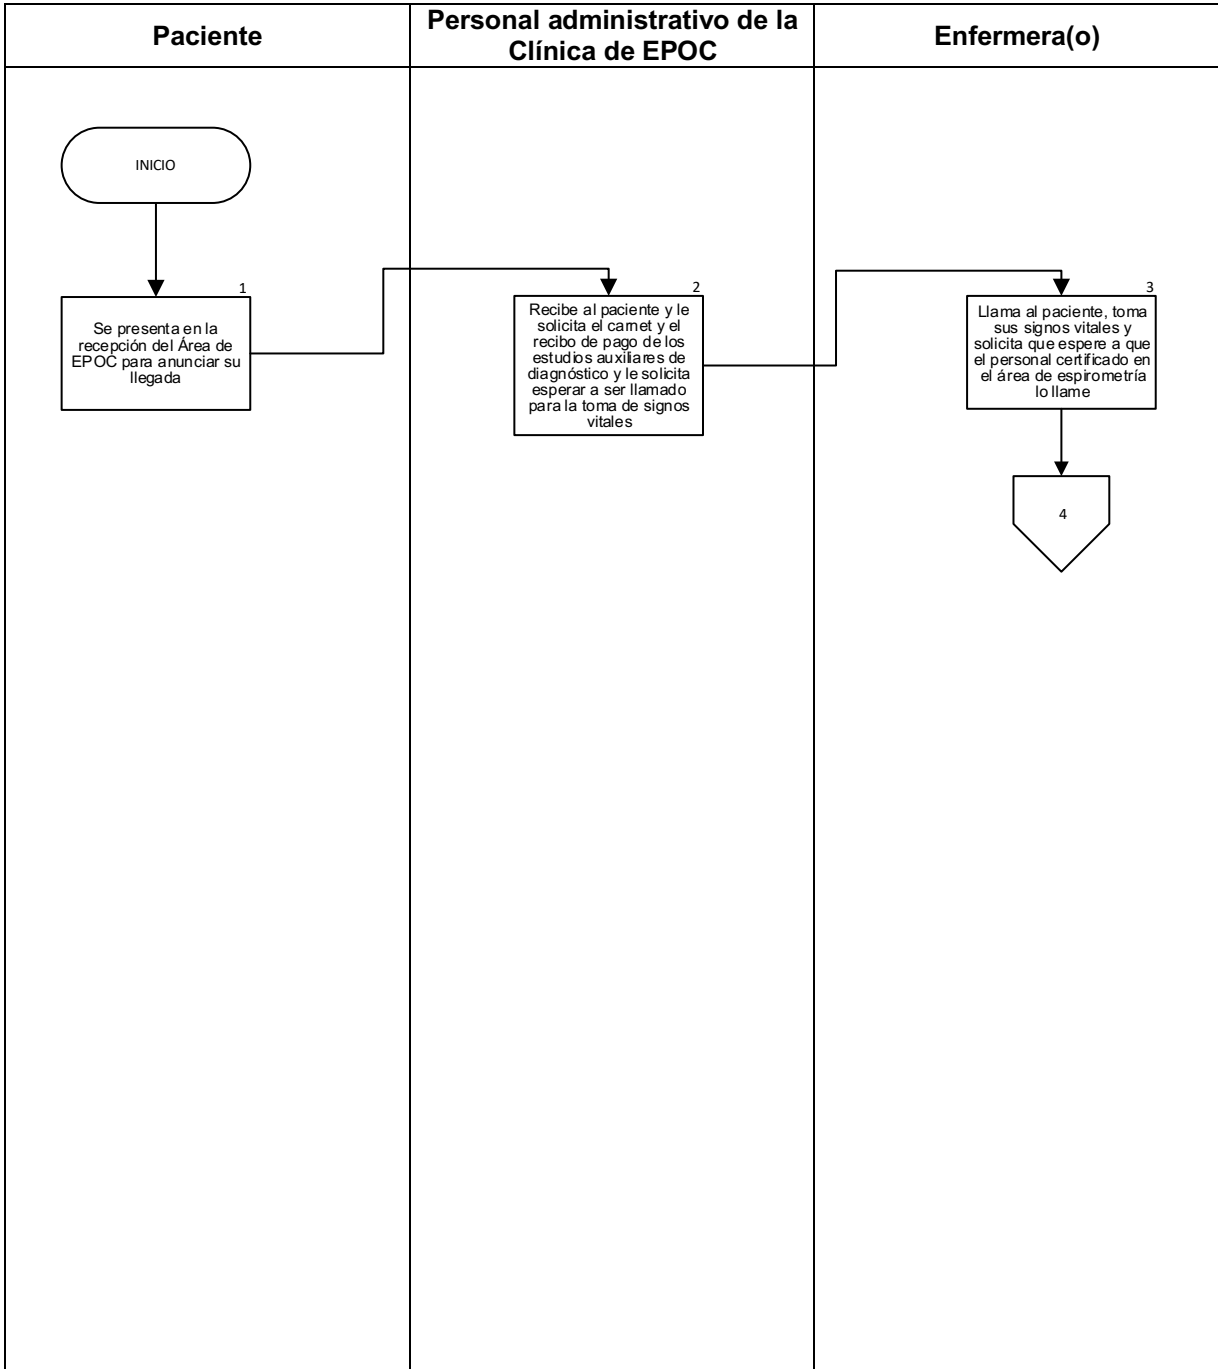 Paciente
Personal administrativo de la
Clínica de EPOC
Enfermera(o)
INICIO
1
Se presenta en la
recepción del Área de
EPOC para anunciar su
llegada
2
Recibe al paciente y le
solicita el carnet y el
recibo de pago de los
estudios auxiliares de
diagnóstico y le solicita
esperar a ser llamado
para la toma de signos
vitales
3
Llama al paciente, toma
sus signos vitales y
solicita que espere a que
el personal certificado en
el área de espirometría
lo llame
4